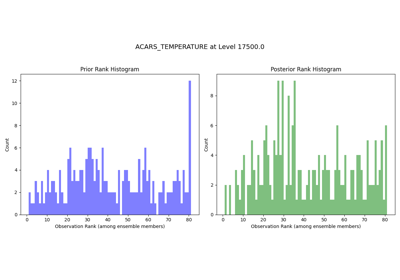 ACARS_TEMPERATURE at Level 17500.0
Prior Rank Histogram
Posterior Rank Histogram
Count
12
10
8
6
4
2
0
0 10 20 30 40 50 60 70 80
Observation Rank (among ensemble members)
Count
8
6
4
2
0
0 10 20 30 40 50 60 70 80
Observation Rank (among ensemble members)